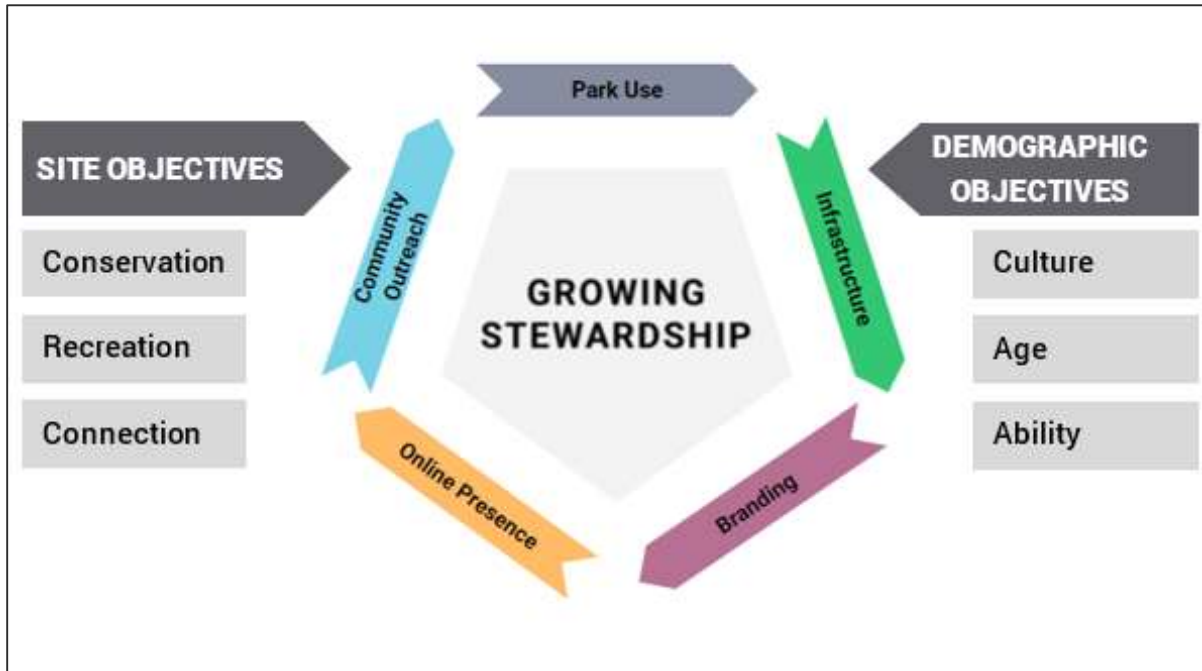 Park Use
SITE OBJECTIVES
Conservation
Recreation
Connection
Community
Outreach
GROWING
STEWARDSHIP
Infrastructure
Online Presence
Branding
DEMOGRAPHIC
OBJECTIVES
Culture
Age
Ability